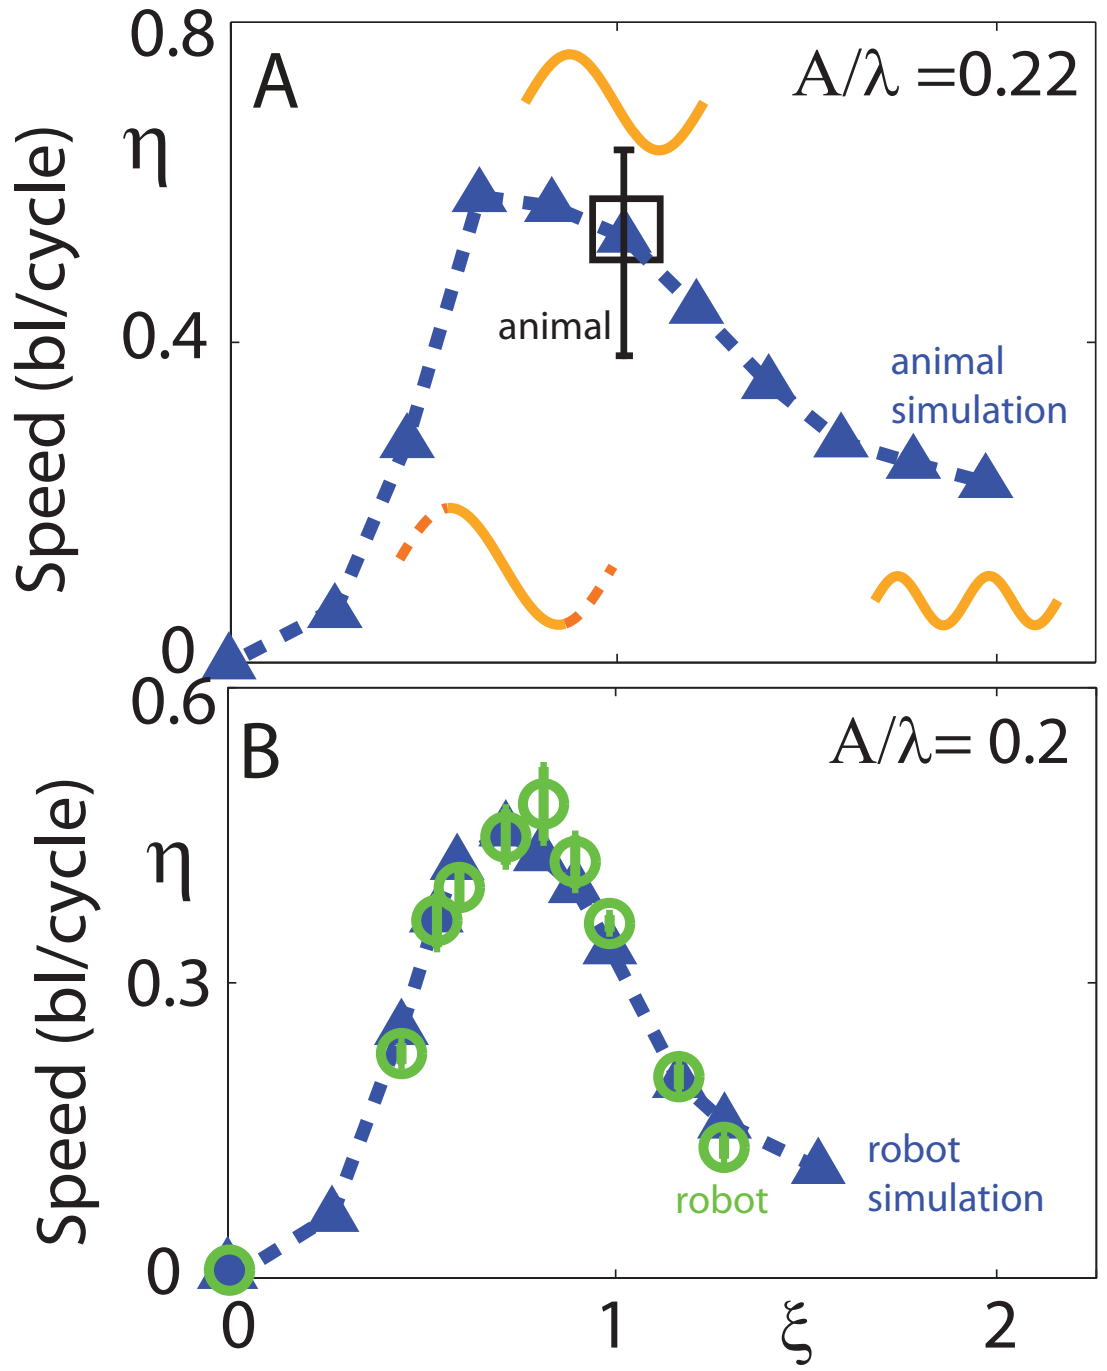 0.8
A
A/λ =0.22
η
Speed (bl/cycle)
animal
0.4
animal
simulation
0
0.6
B
A/λ= 0.2
η
Speed (bl/cycle)
0.3
robot
simulation
robot
0
0
1
ξ
2